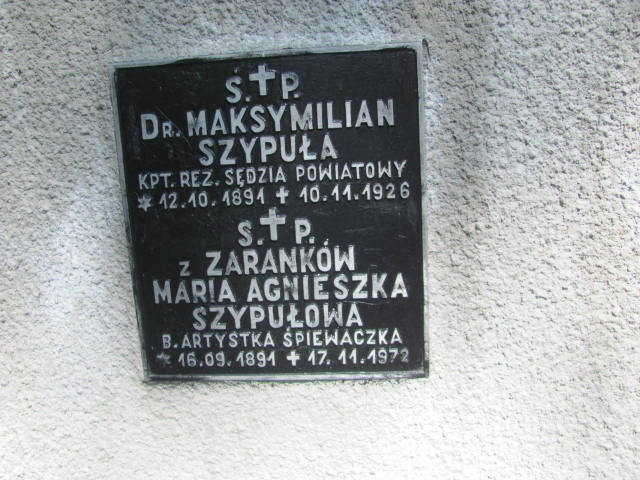 Ś.✝P.
DR. MAKSYMILIAN
SZYPUŁA
KPT. REZ. SĘDZIA POWIATOWY
* 12.10.1891 ✝ 10.11.1926
Ś.✝P.
Z ZARANKÓW
MARIA AGNIESZKA
SZYPUŁOWA
B. ARTYSTKA ŚPIEWACZKA
* 16.09.1891 ✝ 17.11.1972